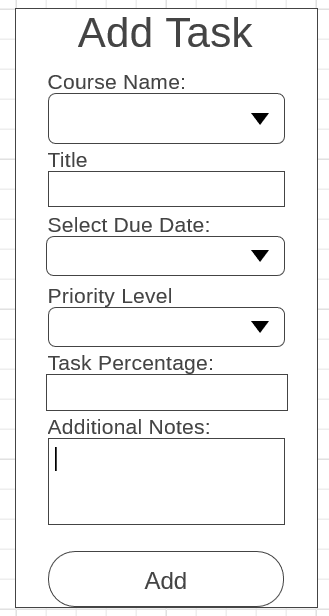 Add Task
Course Name:
Title
Select Due Date:
Priority Level
Task Percentage:
Additional Notes:
Add